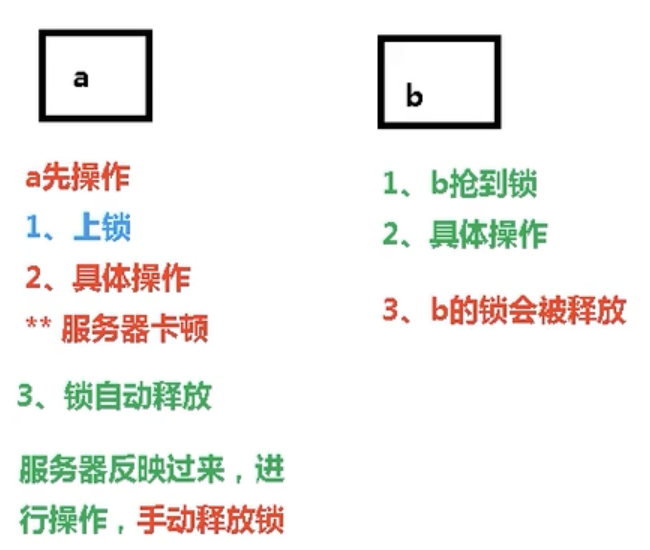 a
a先操作
1、上锁
2、具体操作
** 服务器卡顿
3、锁自动释放
服务器反映过来，进
行操作，手动释放锁
b
1、b抢到锁
2、具体操作
3、b的锁会被释放